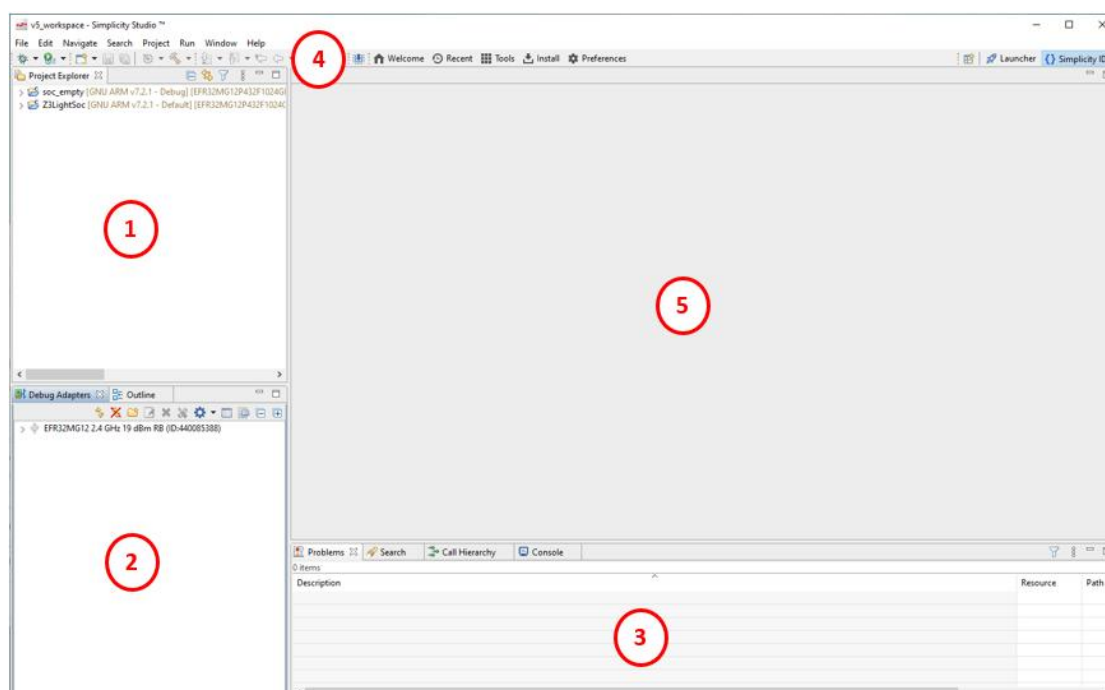 v5_workspace - Simplicity Studio ™
File Edit Navigate Search Project Run Window Help
4
Welcome Recent Tools Install Preferences
Launcher {} Simplicity ID
Project Explorer
soc_empty [GNU ARM v7.2.1 - Debug] [EFR32MG12P432F1024G
Z3LightSoc [GNU ARM v7.2.1 - Default] [EFR32MG12P432F1024G
1
5
Debug Adapters Outline
EFR32MG12 2.4 GHz 19 dBm RB (ID:440085388)
2
Problems Search Call Hierarchy Console
0 items
Description Resource Path
3